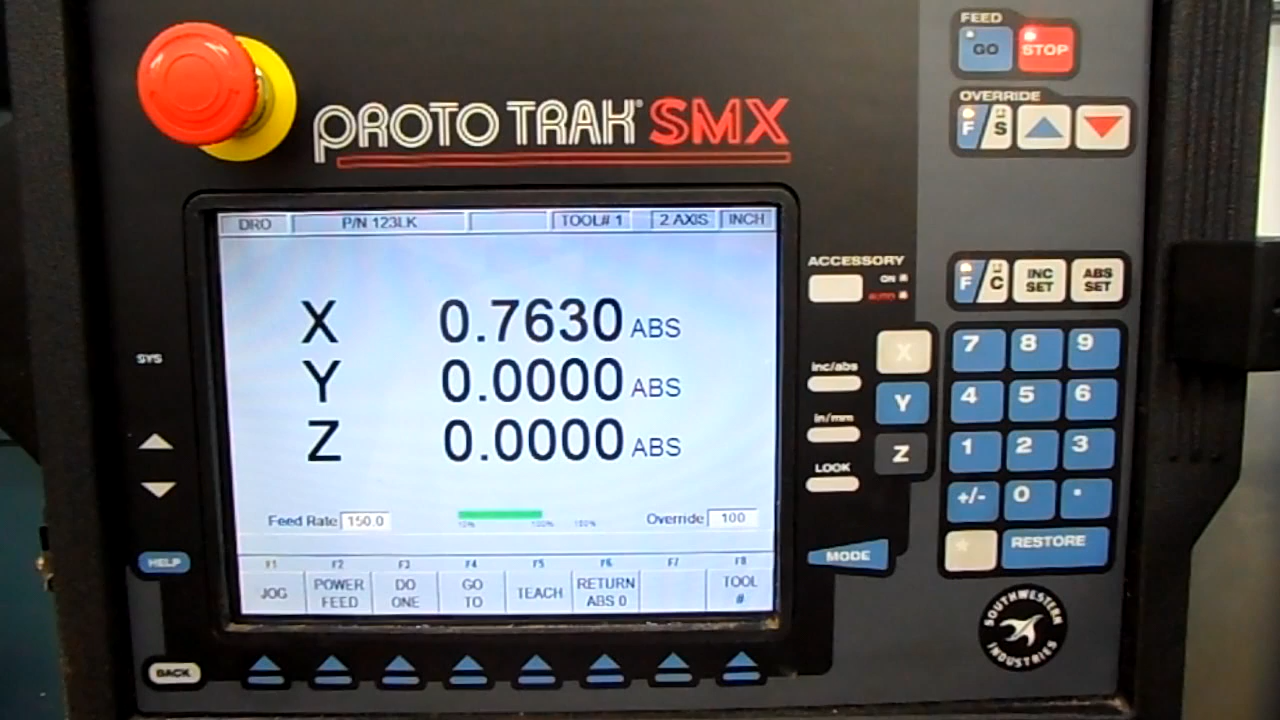 FEED
GO STOP
OVERRIDE
F S
PROTO TRAK® SMX
DRO P/N 123LK TOOL# 1 2 AXIS INCH
X 0.7630 ABS
Y 0.0000 ABS
Z 0.0000 ABS
Feed Rate 150.0 10% 100% 150% Override 100
F1 F2 F3 F4 F5 F6 F7 F8
JOG
POWER
FEED
DO
ONE
GO
TO
TEACH
RETURN
ABS 0
TOOL
#
SYS
HELP
BACK
ACCESSORY
ON
AUTO
inc/abs
in/mm
LOOK
MODE
F C
INC
SET
ABS
SET
X
Y
Z
7 8 9
4 5 6
1 2 3
+/- 0 .
* RESTORE
SOUTHWESTERN
INDUSTRIES